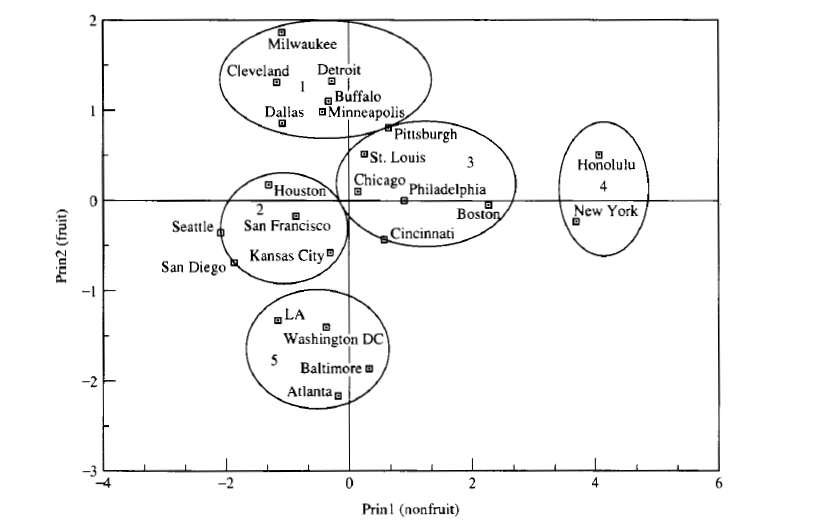 2
Milwaukee
Cleveland
Detroit
1
Buffalo
Dallas
Minneapolis
1
Pittsburgh
St. Louis
3
Chicago
Philadelphia
Honolulu
4
Houston
0
2
Boston
New York
Seattle
San Francisco
Cincinnati
Kansas City
San Diego
Prin2 (fruit)
−1
LA
Washington DC
5
Baltimore
−2
Atlanta
−3
−4
−2
0
2
4
6
Prin1 (nonfruit)